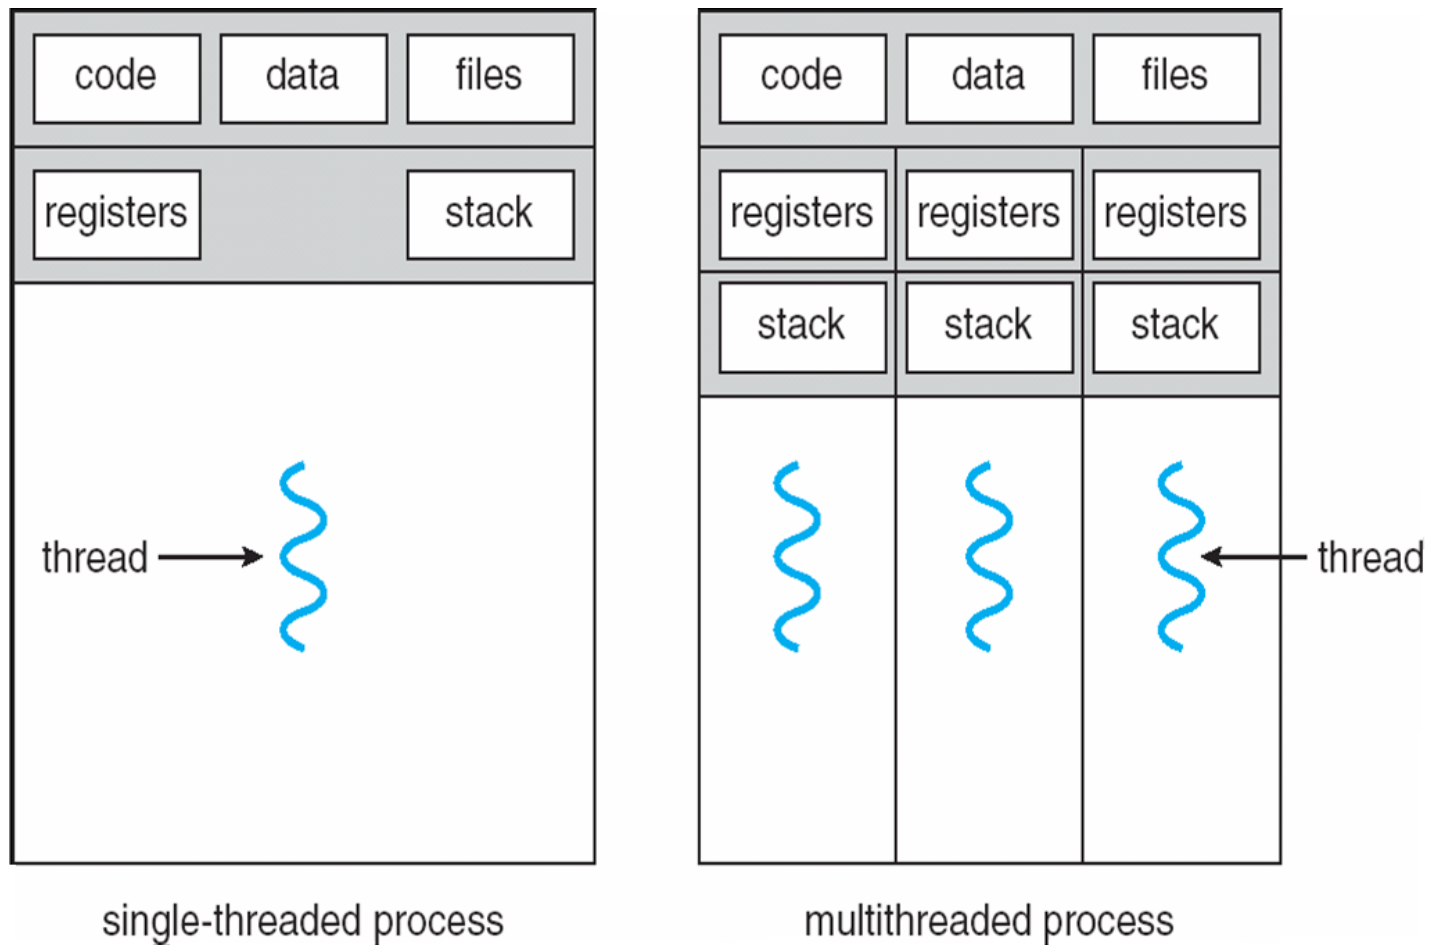 code data files
registers stack
thread
single-threaded process
code data files
registers registers registers
stack stack stack
thread
multithreaded process